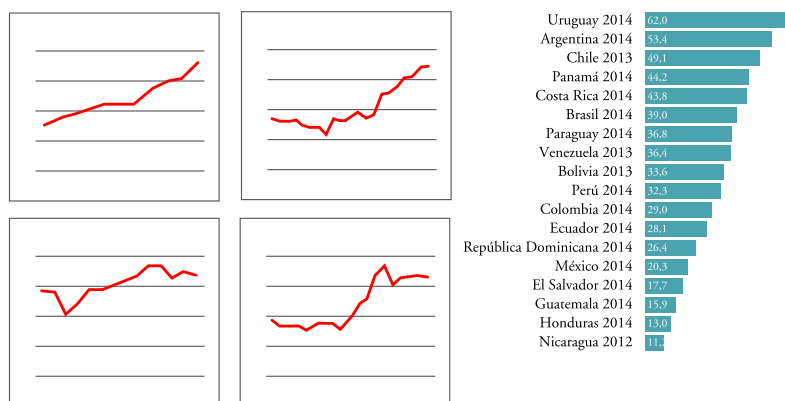 Uruguay 2014 62,0
Argentina 2014 53,4
Chile 2013 49,1
Panamá 2014 44,2
Costa Rica 2014 43,8
Brasil 2014 39,0
Paraguay 2014 36,8
Venezuela 2013 36,4
Bolivia 2013 33,6
Perú 2014 32,3
Colombia 2014 29,0
Ecuador 2014 28,1
República Dominicana 2014 26,4
México 2014 20,3
El Salvador 2014 17,7
Guatemala 2014 15,9
Honduras 2014 13,0
Nicaragua 2012